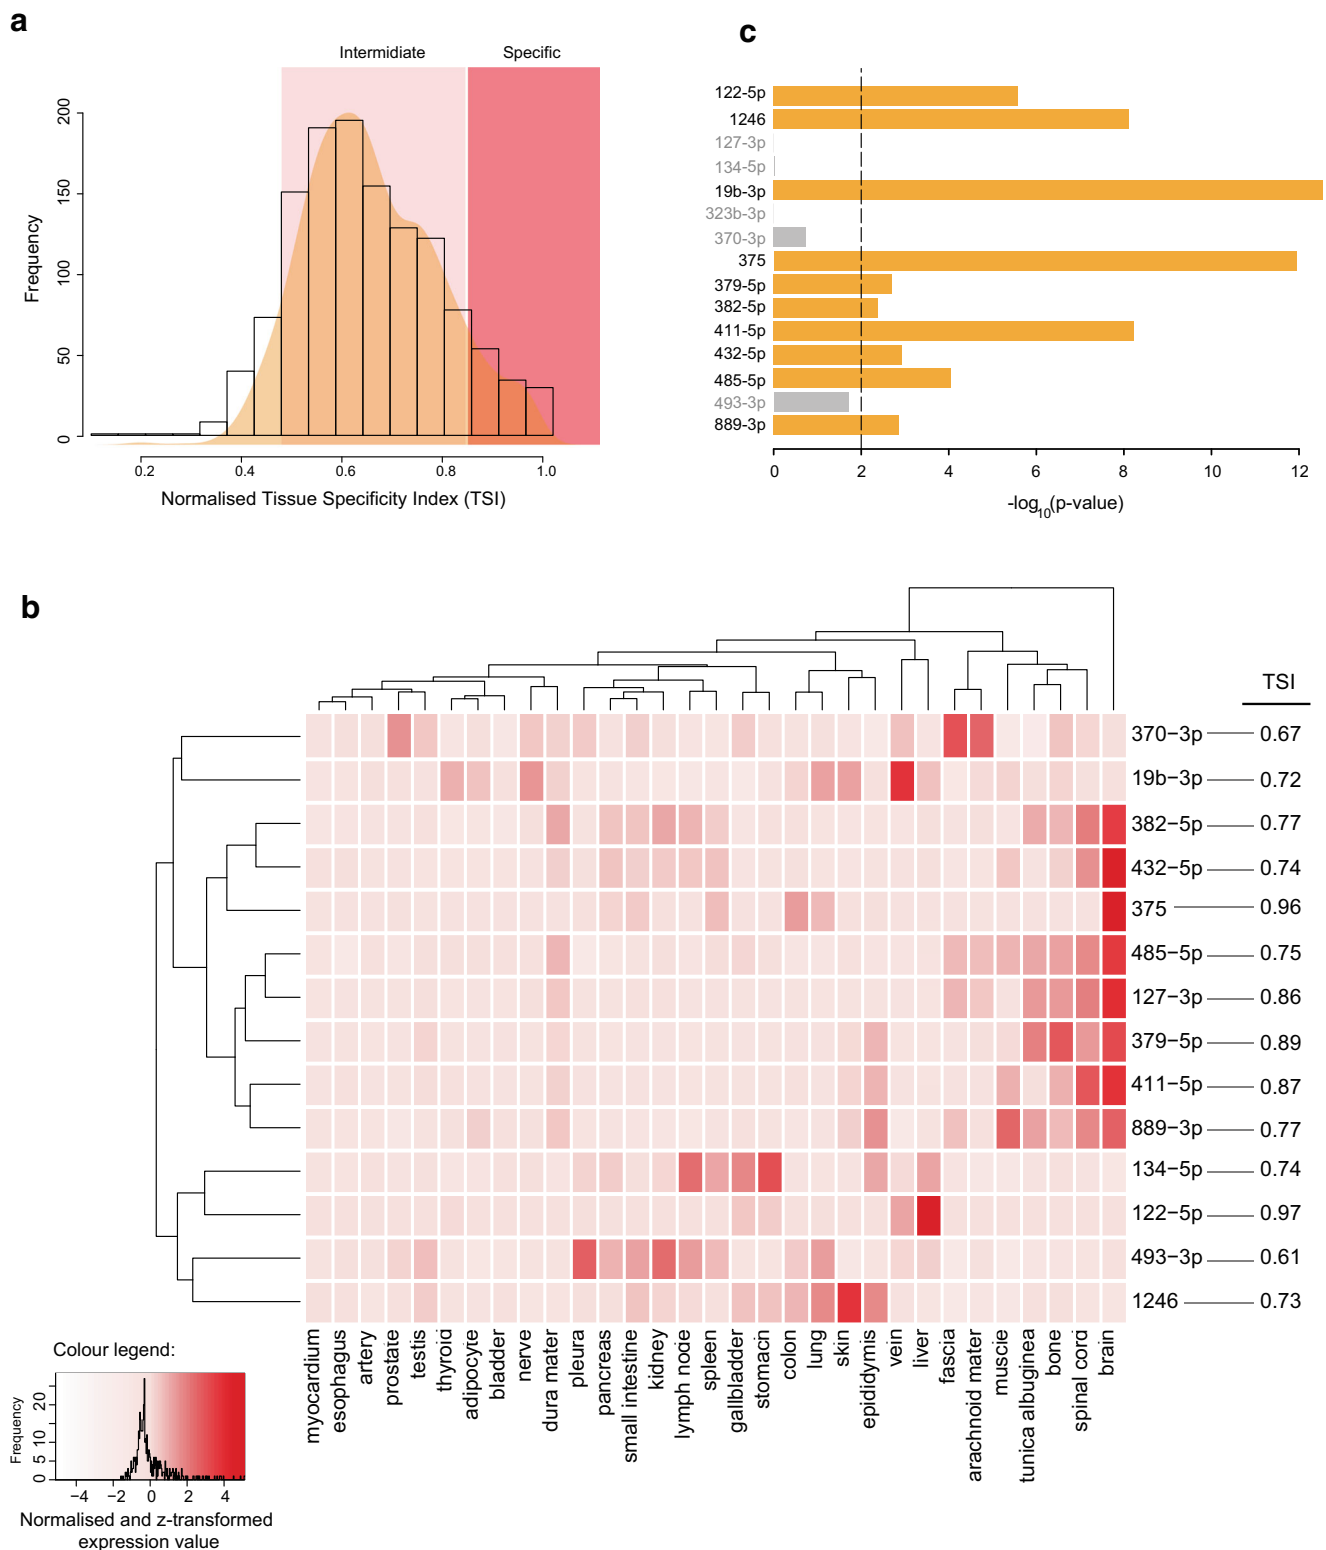 a
Intermidiate
Specific
Frequency
0
50
100
150
200
0.2
0.4
0.6
0.8
1.0
Normalised Tissue Specificity Index (TSI)
c
122-5p
1246
127-3p
134-5p
19b-3p
323b-3p
370-3p
375
379-5p
382-5p
411-5p
432-5p
485-5p
493-3p
889-3p
0
2
4
6
8
10
12
-log10(p-value)
b
TSI
370−3p 0.67
19b−3p 0.72
382−5p 0.77
432−5p 0.74
375 0.96
485−5p 0.75
127−3p 0.86
379−5p 0.89
411−5p 0.87
889−3p 0.77
134−5p 0.74
122−5p 0.97
493−3p 0.61
1246 0.73
myocardium
esophagus
artery
prostate
testis
thyroid
adipocyte
bladder
nerve
dura mater
pleura
pancreas
small intestine
kidney
lymph node
spleen
gallbladder
stomach
colon
lung
skin
epididymis
vein
liver
fascia
arachnoid mater
muscle
tunica albuginea
bone
spinal cord
brain
Colour legend:
Frequency
0
5
10
20
−4
−2
0
2
4
Normalised and z-transformed
expression value